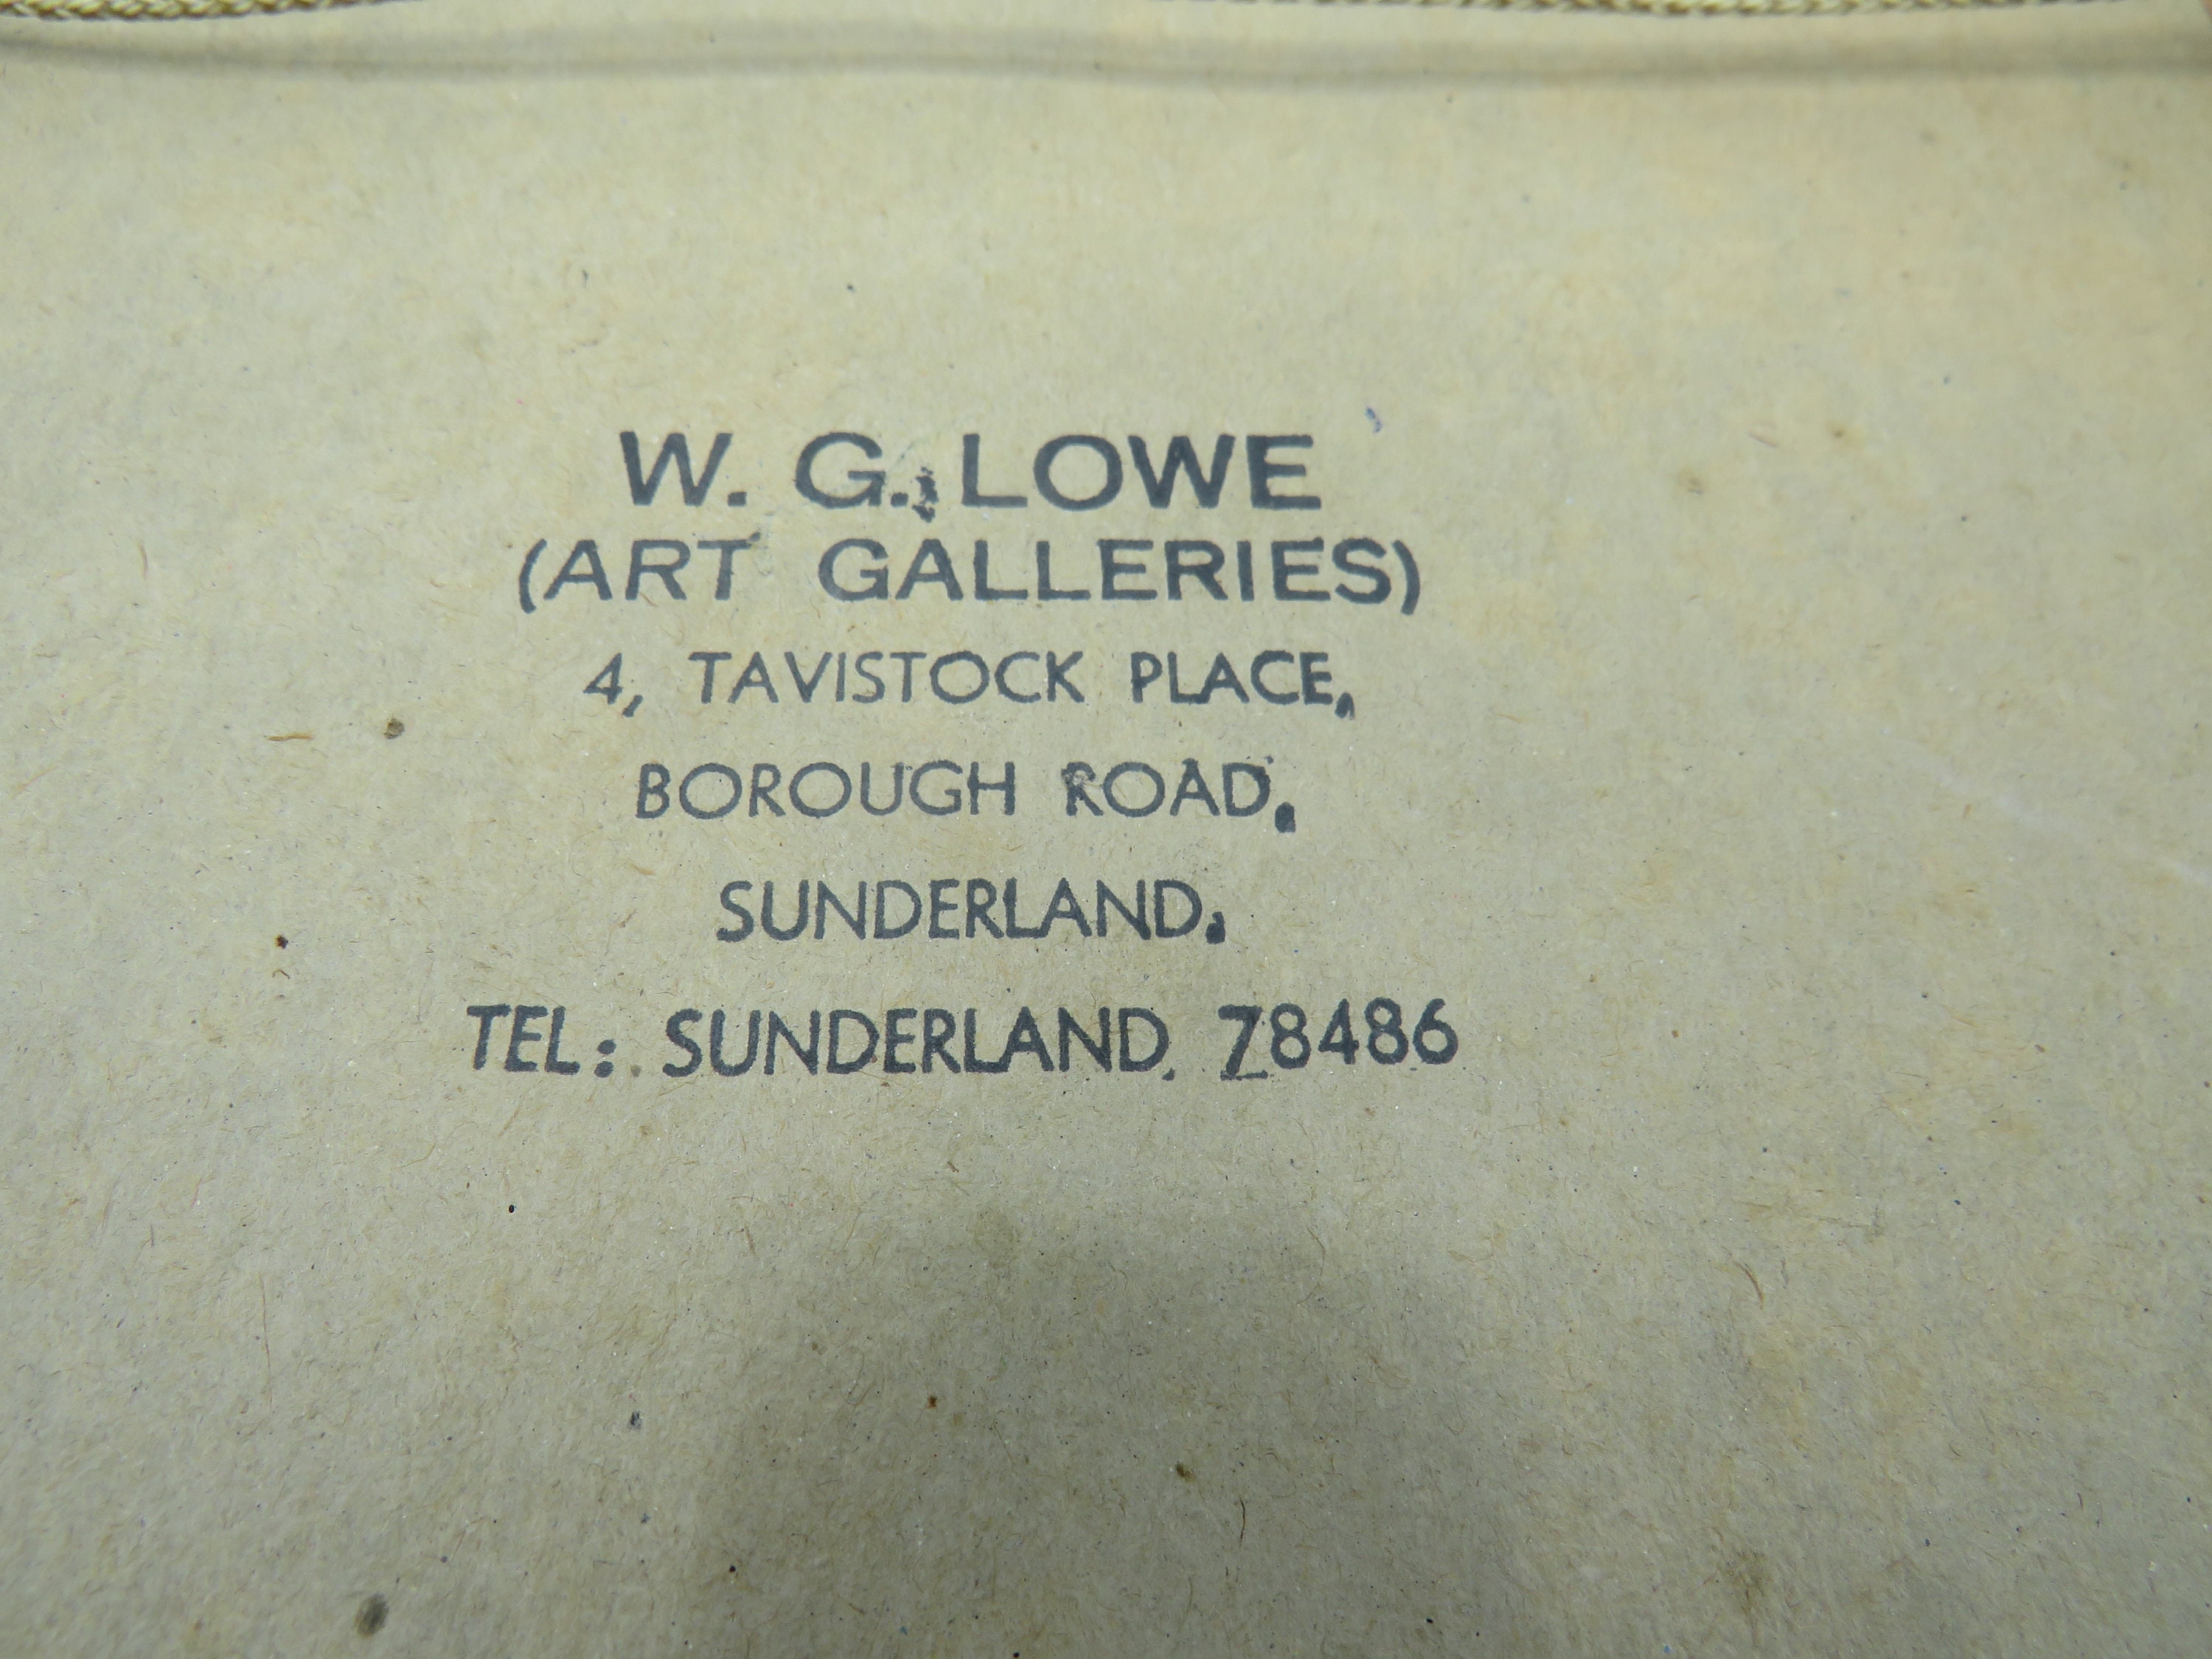 W. G. LOWE
(ART GALLERIES)
4, TAVISTOCK PLACE,
BOROUGH ROAD,
SUNDERLAND.
TEL: SUNDERLAND. 78486